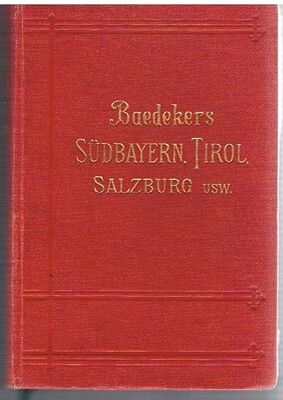 Baedekers
SÜDBAYERN, TIROL,
SALZBURG USW.